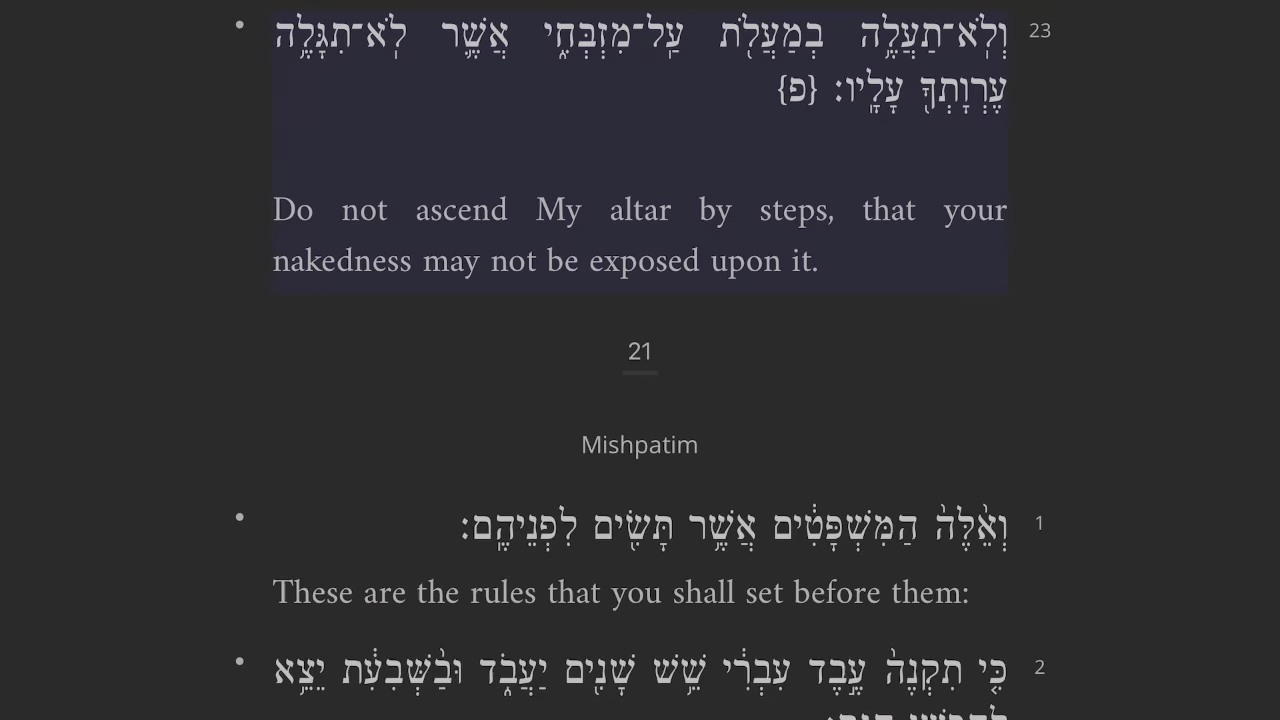 23
וְלֹֽא־תַעֲלֶ֥ה בְמַעֲלֹ֖ת עַֽל־מִזְבְּחִ֑י אֲשֶׁ֛ר לֹֽא־תִגָּלֶ֥ה
עֶרְוָתְךָ֖ עָלָֽיו׃ {פ}
Do not ascend My altar by steps, that your
nakedness may not be exposed upon it.
21
Mishpatim
1
וְאֵ֙לֶּה֙ הַמִּשְׁפָּטִ֔ים אֲשֶׁ֥ר תָּשִׂ֖ים לִפְנֵיהֶֽם׃
These are the rules that you shall set before them:
2
כִּ֤י תִקְנֶה֙ עֶ֣בֶד עִבְרִ֔י שֵׁ֥שׁ שָׁנִ֖ים יַעֲבֹ֑ד וּבַ֨שְּׁבִעִ֔ת יֵצֵ֥א